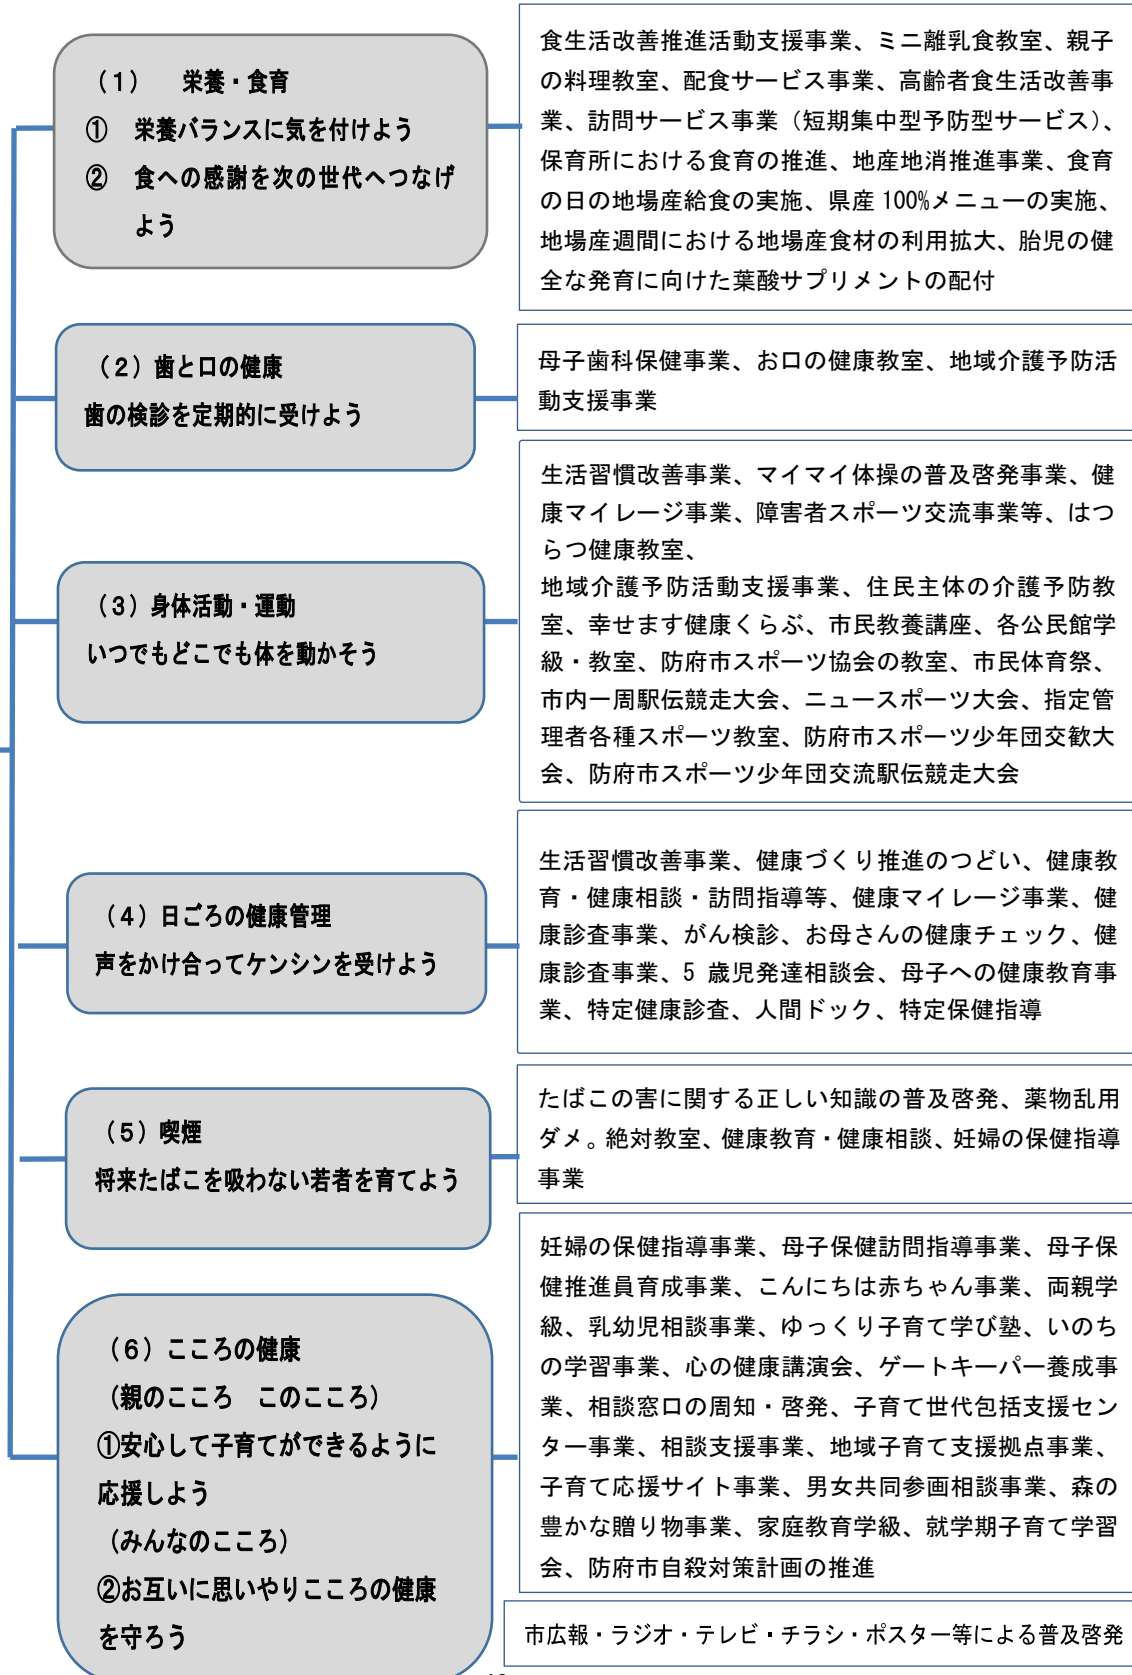 （１）　栄養・食育
①　栄養バランスに気を付けよう
②　食への感謝を次の世代へつなげ
よう
食生活改善推進活動支援事業、ミニ離乳食教室、親子
の料理教室、配食サービス事業、高齢者食生活改善事
業、訪問サービス事業（短期集中型予防型サービス）、
保育所における食育の推進、地産地消推進事業、食育
の日の地場産給食の実施、県産 100%メニューの実施、
地場産週間における地場産食材の利用拡大、胎児の健
全な発育に向けた葉酸サプリメントの配付
（２）歯と口の健康
歯の検診を定期的に受けよう
母子歯科保健事業、お口の健康教室、地域介護予防活
動支援事業
（３）身体活動・運動
いつでもどこでも体を動かそう
生活習慣改善事業、マイマイ体操の普及啓発事業、健
康マイレージ事業、障害者スポーツ交流事業等、はつ
らつ健康教室、
地域介護予防活動支援事業、住民主体の介護予防教
室、幸せます健康くらぶ、市民教養講座、各公民館学
級・教室、防府市スポーツ協会の教室、市民体育祭、
市内一周駅伝競走大会、ニュースポーツ大会、指定管
理者各種スポーツ教室、防府市スポーツ少年団交歓大
会、防府市スポーツ少年団交流駅伝競走大会
（４）日ごろの健康管理
声をかけ合ってケンシンを受けよう
生活習慣改善事業、健康づくり推進のつどい、健康教
育・健康相談・訪問指導等、健康マイレージ事業、健
康診査事業、がん検診、お母さんの健康チェック、健
康診査事業、5 歳児発達相談会、母子への健康教育事
業、特定健康診査、人間ドック、特定保健指導
（５）喫煙
将来たばこを吸わない若者を育てよう
たばこの害に関する正しい知識の普及啓発、薬物乱用
ダメ。絶対教室、健康教育・健康相談、妊婦の保健指導
事業
（６）こころの健康
（親のこころ　このこころ）
①安心して子育てができるように
応援しよう
（みんなのこころ）
②お互いに思いやりこころの健康
を守ろう
妊婦の保健指導事業、母子保健訪問指導事業、母子保
健推進員育成事業、こんにちは赤ちゃん事業、両親学
級、乳幼児相談事業、ゆっくり子育て学び塾、いのち
の学習事業、心の健康講演会、ゲートキーパー養成事
業、相談窓口の周知・啓発、子育て世代包括支援セン
ター事業、相談支援事業、地域子育て支援拠点事業、
子育て応援サイト事業、男女共同参画相談事業、森の
豊かな贈り物事業、家庭教育学級、就学期子育て学習
会、防府市自殺対策計画の推進
市広報・ラジオ・テレビ・チラシ・ポスター等による普及啓発